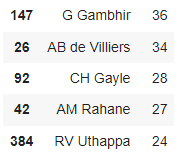 147 G Gambhir 36
26 AB de Villiers 34
92 CH Gayle 28
42 AM Rahane 27
384 RV Uthappa 24